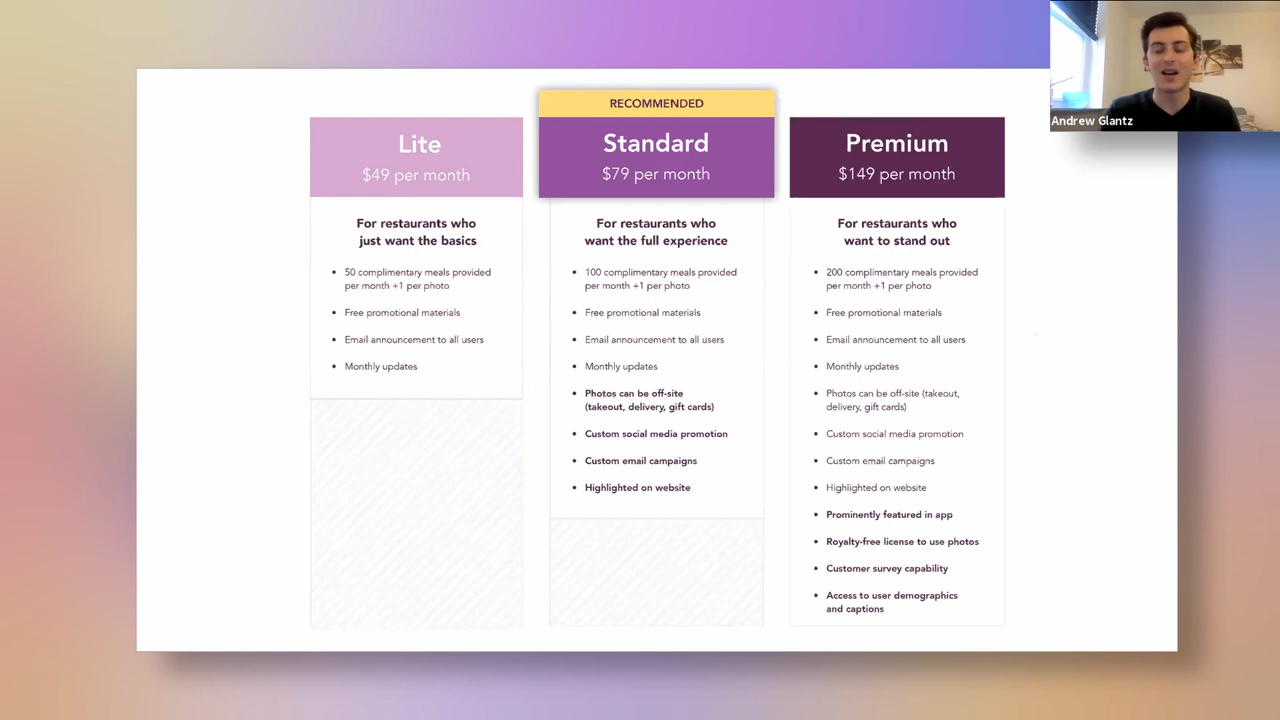 Andrew Glantz
Lite
$49 per month
For restaurants who
just want the basics
• 50 complimentary meals provided
per month +1 per photo
• Free promotional materials
• Email announcement to all users
• Monthly updates
RECOMMENDED
Standard
$79 per month
For restaurants who
want the full experience
• 100 complimentary meals provided
per month +1 per photo
• Free promotional materials
• Email announcement to all users
• Monthly updates
• Photos can be off-site
(takeout, delivery, gift cards)
• Custom social media promotion
• Custom email campaigns
• Highlighted on website
Premium
$149 per month
For restaurants who
want to stand out
• 200 complimentary meals provided
per month +1 per photo
• Free promotional materials
• Email announcement to all users
• Monthly updates
• Photos can be off-site (takeout,
delivery, gift cards)
• Custom social media promotion
• Custom email campaigns
• Highlighted on website
• Prominently featured in app
• Royalty-free license to use photos
• Customer survey capability
• Access to user demographics
and captions